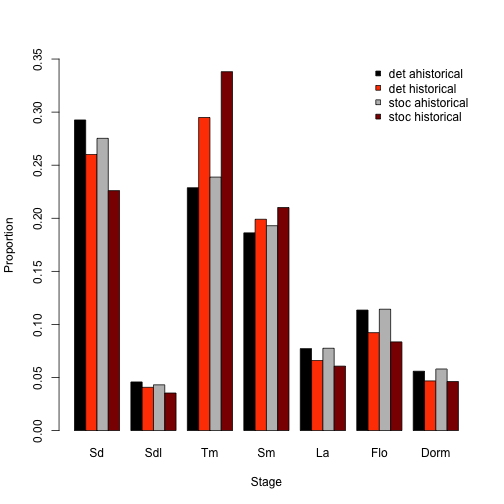 det ahistorical
det historical
stoc ahistorical
stoc historical
Proportion
0.35
0.30
0.25
0.20
0.15
0.10
0.05
0.00
Sd Sdl Tm Sm La Flo Dorm
Stage